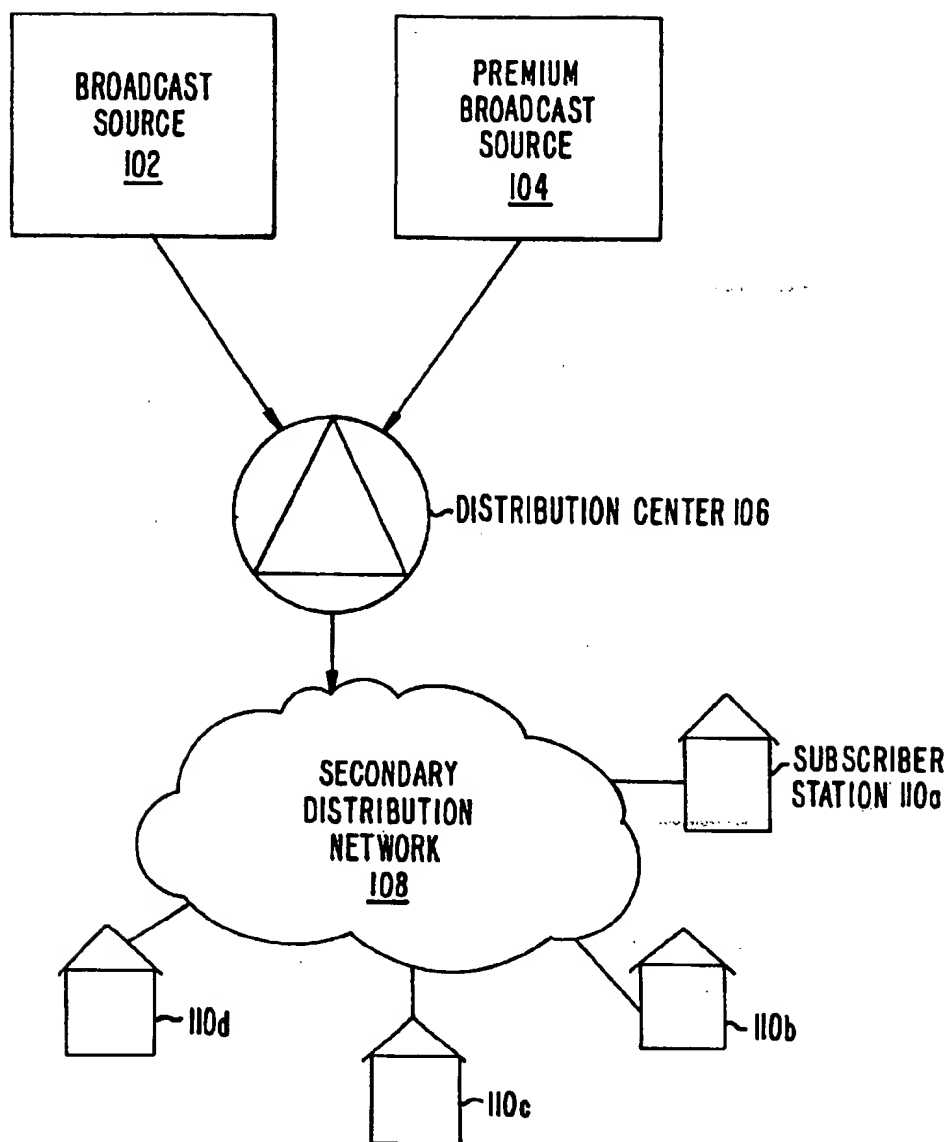 BROADCAST
SOURCE
102
PREMIUM
BROADCAST
SOURCE
104
DISTRIBUTION CENTER 106
SECONDARY
DISTRIBUTION
NETWORK
108
SUBSCRIBER
STATION 110a
110d
110b
110c